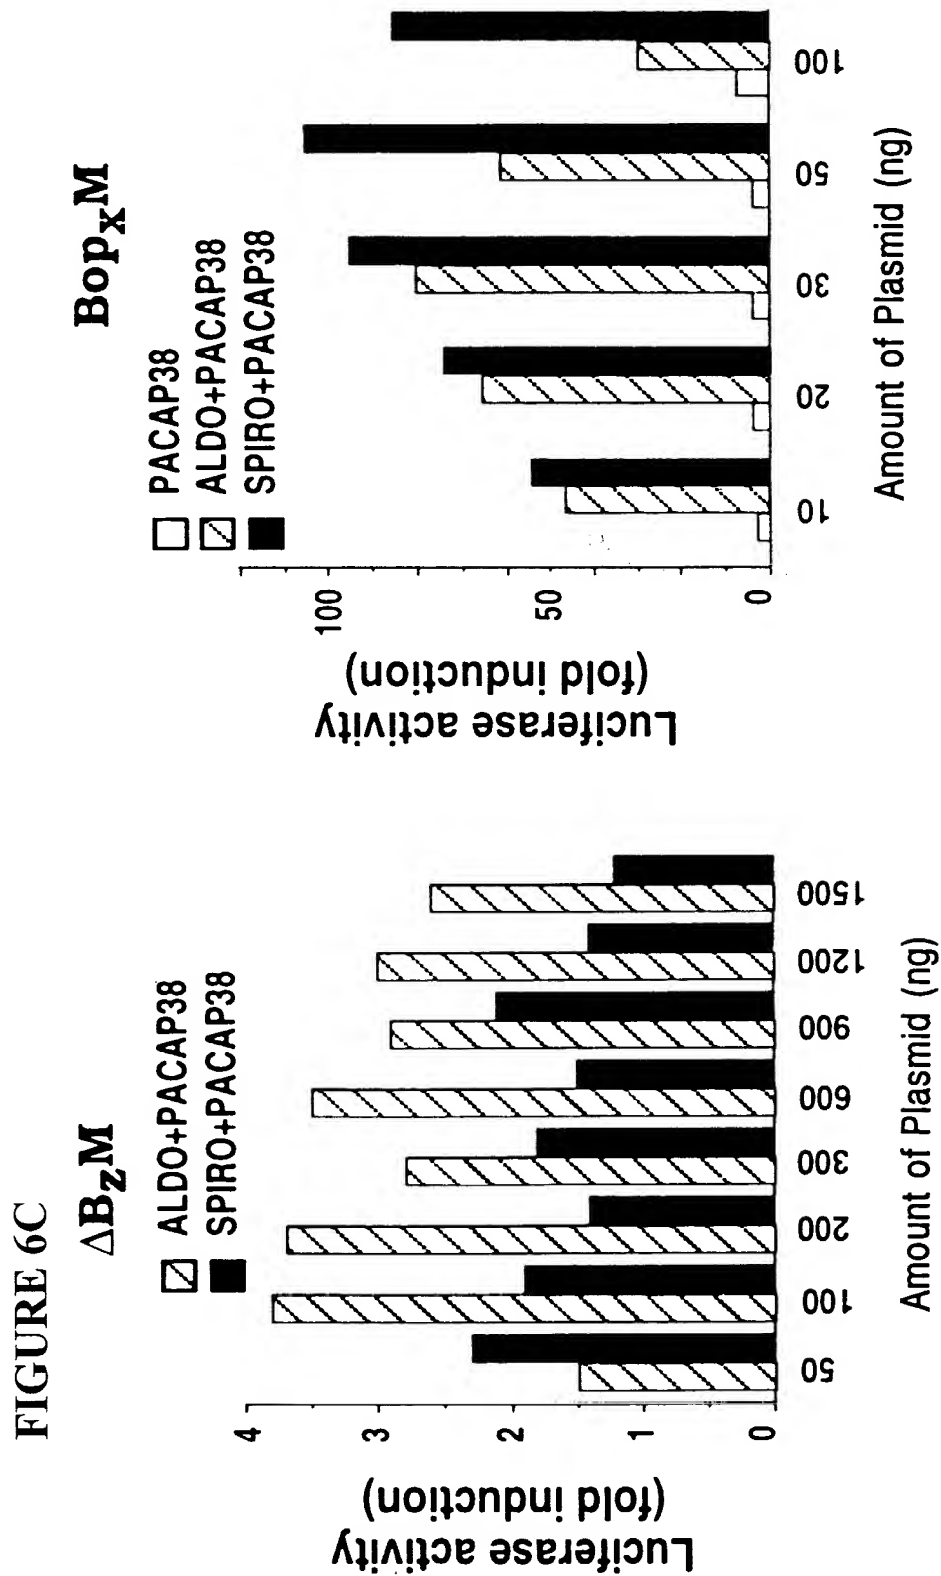 FIGURE 6C
ΔBzM
ALDO+PACAP38
SPIRO+PACAP38
Luciferase activity
(fold induction)
4
3
2
1
0
50
100
200
300
600
900
1200
1500
Amount of Plasmid (ng)
BopxM
PACAP38
ALDO+PACAP38
SPIRO+PACAP38
Luciferase activity
(fold induction)
100
50
0
10
20
30
50
100
Amount of Plasmid (ng)